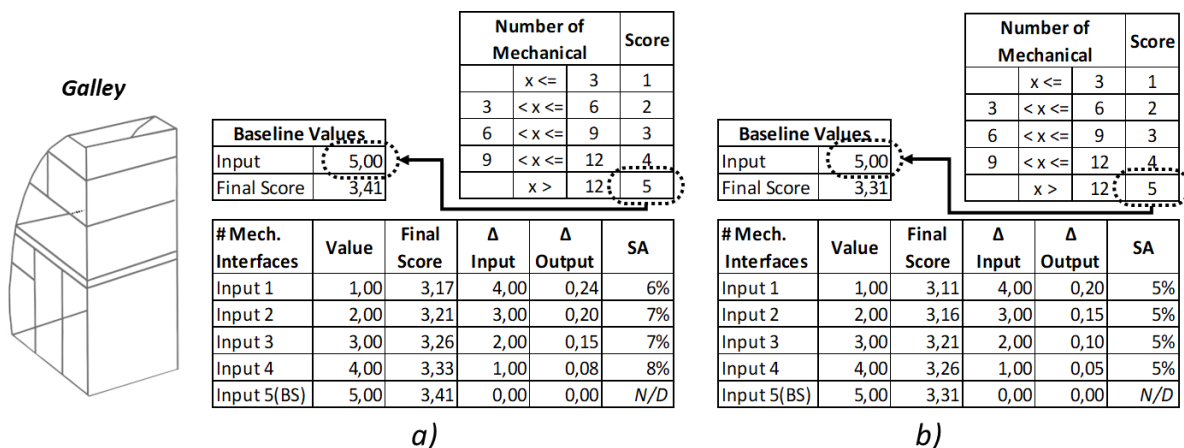 Galley
Number of Mechanical Score
x <= 3 1
3 < x <= 6 2
6 < x <= 9 3
9 < x <= 12 4
x > 12 5
Baseline Values
Input 5,00
Final Score 3,41
# Mech. Interfaces Value Final Score Δ Input Δ Output SA
Input 1 1,00 3,17 4,00 0,24 6%
Input 2 2,00 3,21 3,00 0,20 7%
Input 3 3,00 3,26 2,00 0,15 7%
Input 4 4,00 3,33 1,00 0,08 8%
Input 5(BS) 5,00 3,41 0,00 0,00 N/D
a)
Number of Mechanical Score
x <= 3 1
3 < x <= 6 2
6 < x <= 9 3
9 < x <= 12 4
x > 12 5
Baseline Values
Input 5,00
Final Score 3,31
# Mech. Interfaces Value Final Score Δ Input Δ Output SA
Input 1 1,00 3,11 4,00 0,20 5%
Input 2 2,00 3,16 3,00 0,15 5%
Input 3 3,00 3,21 2,00 0,10 5%
Input 4 4,00 3,26 1,00 0,05 5%
Input 5(BS) 5,00 3,31 0,00 0,00 N/D
b)